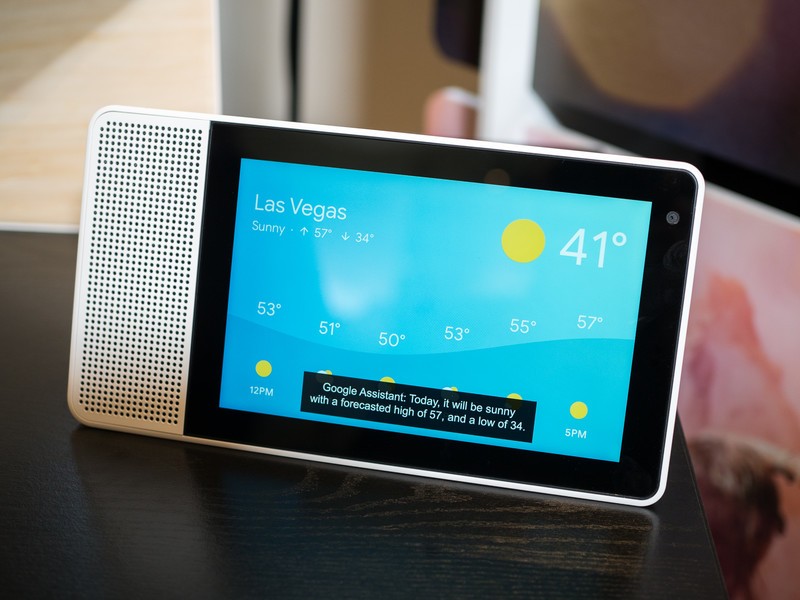 Las Vegas
Sunny · ↑ 57° ↓ 34°
41°
53° 51° 50° 53° 55° 57°
12PM 5PM
Google Assistant: Today, it will be sunny
with a forecasted high of 57, and a low of 34.